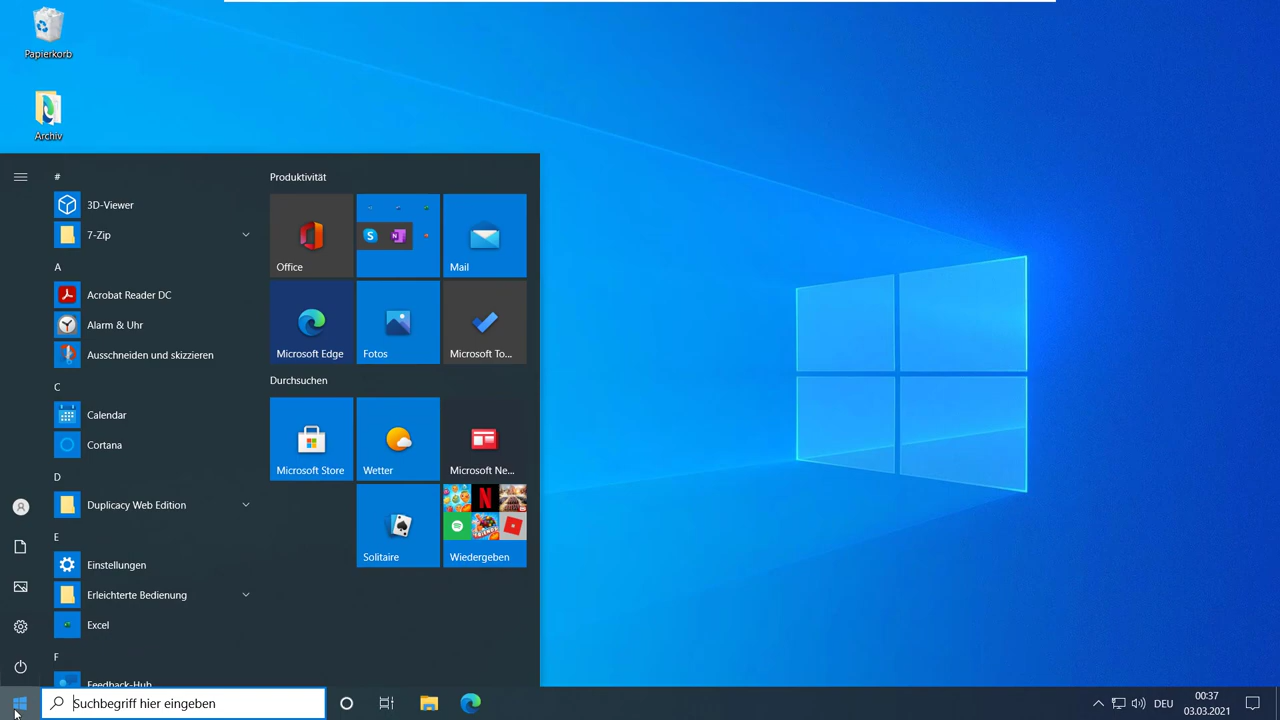 Papierkorb
Archiv
#
3D-Viewer
7-Zip
A
Acrobat Reader DC
Alarm & Uhr
Ausschneiden und skizzieren
C
Calendar
Cortana
D
Duplicacy Web Edition
E
Einstellungen
Erleichterte Bedienung
Excel
F
Feedback-Hub
Produktivität
Office
Mail
Microsoft Edge
Fotos
Microsoft To...
Durchsuchen
Microsoft Store
Wetter
Microsoft Ne...
Solitaire
Wiedergeben
Suchbegriff hier eingeben
DEU
00:37
03.03.2021